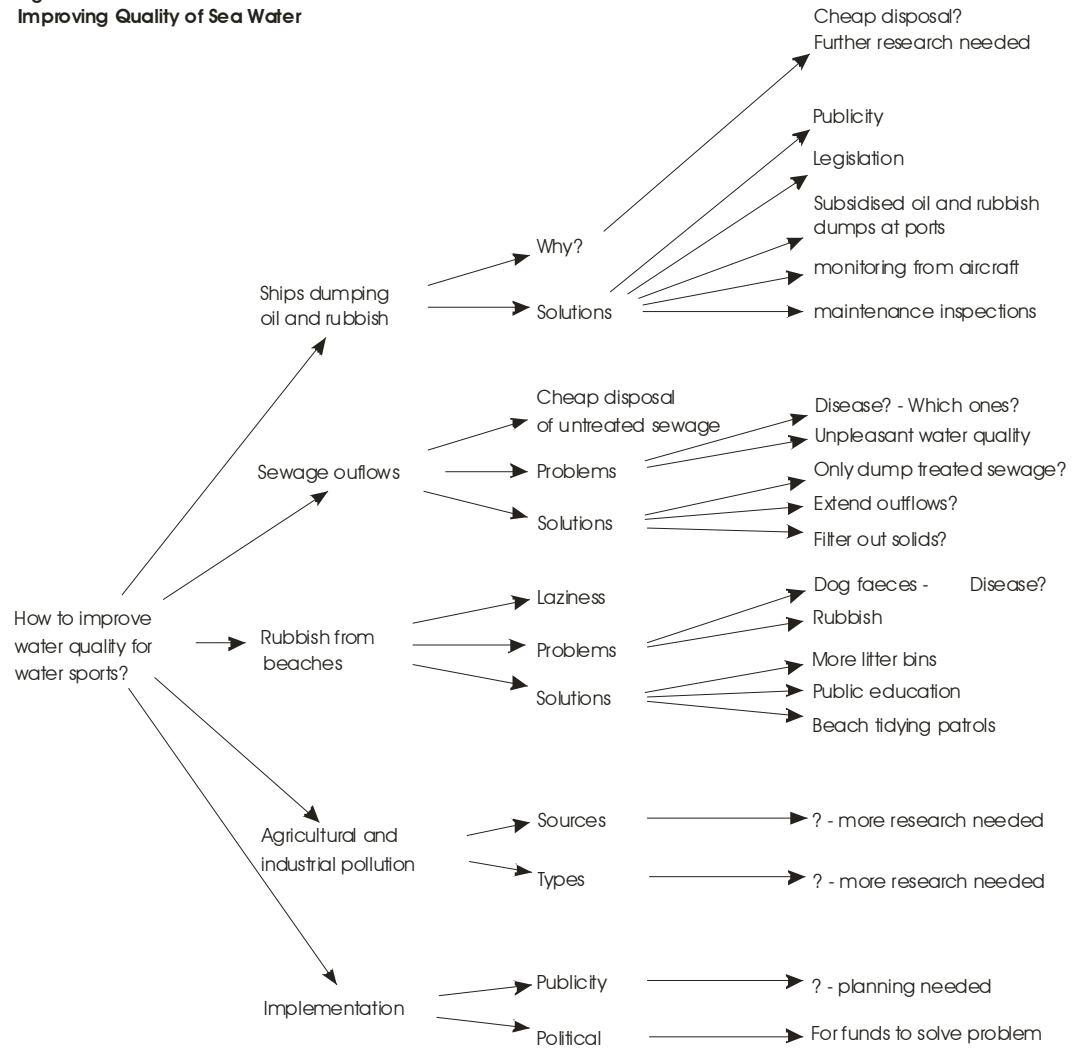 Improving Quality of Sea Water
Cheap disposal?
Further research needed
Publicity
Legislation
Subsidised oil and rubbish
dumps at ports
monitoring from aircraft
maintenance inspections
Why?
Solutions
Ships dumping
oil and rubbish
Cheap disposal
of untreated sewage
Problems
Solutions
Disease? - Which ones?
Unpleasant water quality
Only dump treated sewage?
Extend outflows?
Filter out solids?
Sewage ouflows
How to improve
water quality for
water sports?
Rubbish from
beaches
Laziness
Problems
Solutions
Dog faeces - Disease?
Rubbish
More litter bins
Public education
Beach tidying patrols
Agricultural and
industrial pollution
Sources
Types
? - more research needed
? - more research needed
Implementation
Publicity
Political
? - planning needed
For funds to solve problem